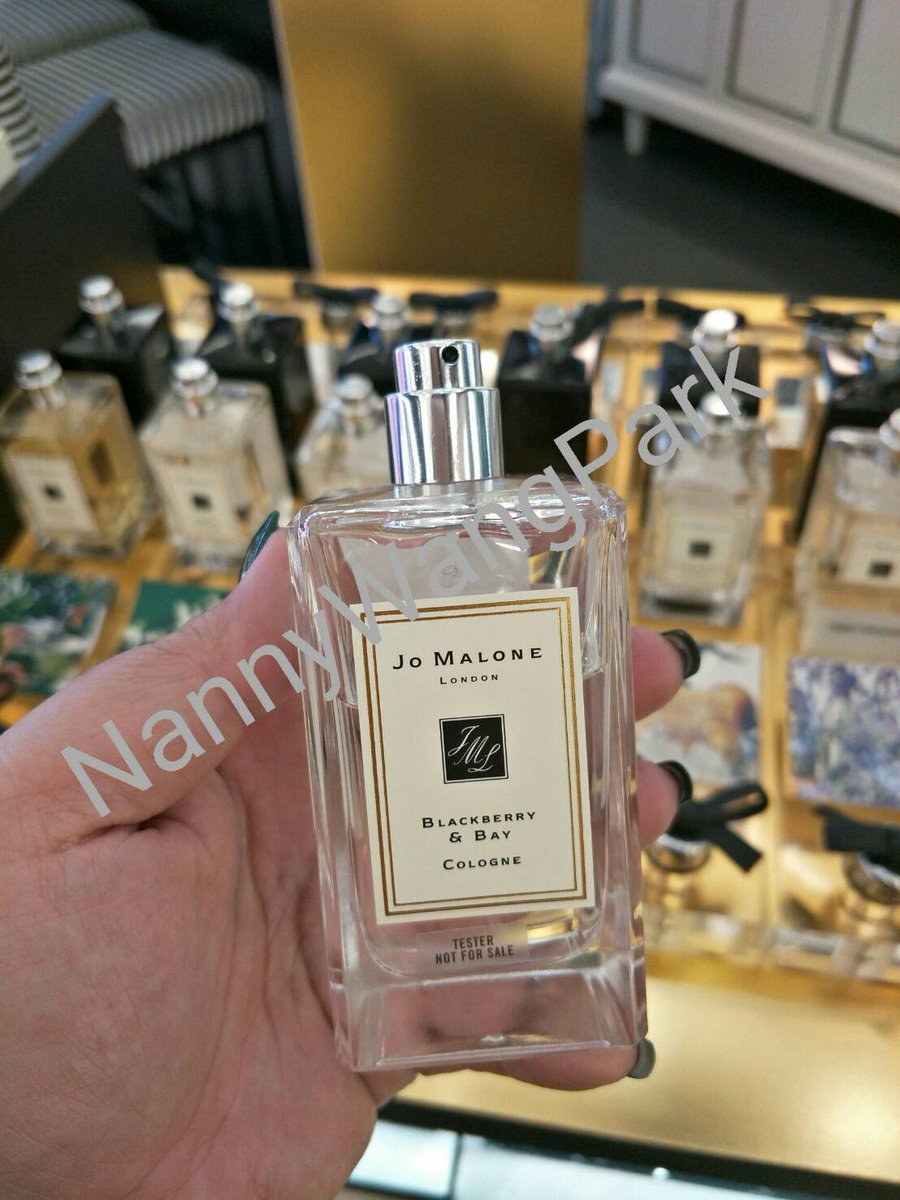 JO MALONE
LONDON
JML
BLACKBERRY
& BAY
COLOGNE
TESTER
NOT FOR SALE
NannyWangPark